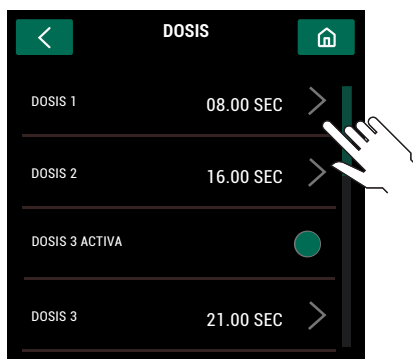 DOSIS
DOSIS 1 08.00 SEC
DOSIS 2 16.00 SEC
DOSIS 3 ACTIVA
DOSIS 3 21.00 SEC